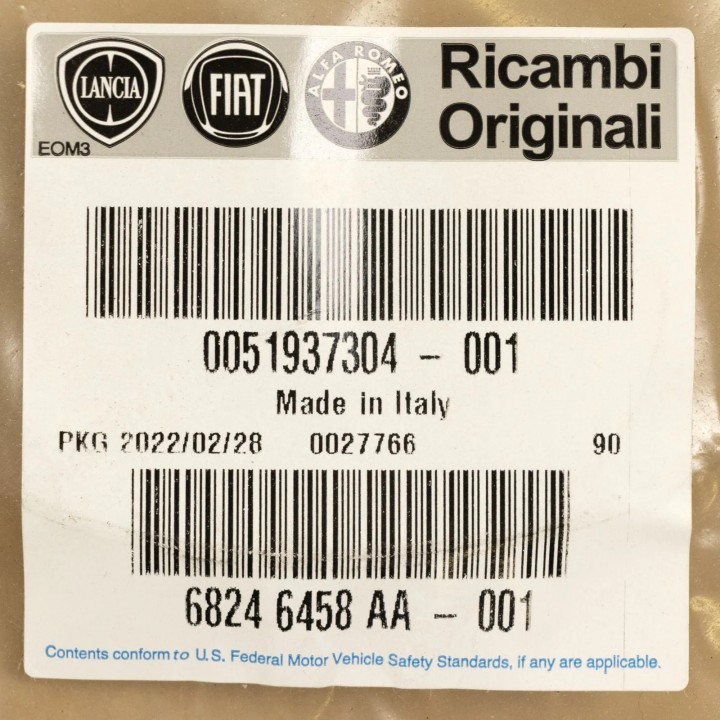 LANCIA FIAT ALFA ROMEO Ricambi
Originali
EOM3
0051937304 - 001
Made in Italy
PKG 2022/02/28 0027766 90
6824 6458 AA - 001
Contents conform to U.S. Federal Motor Vehicle Safety Standards, if any are applicable.